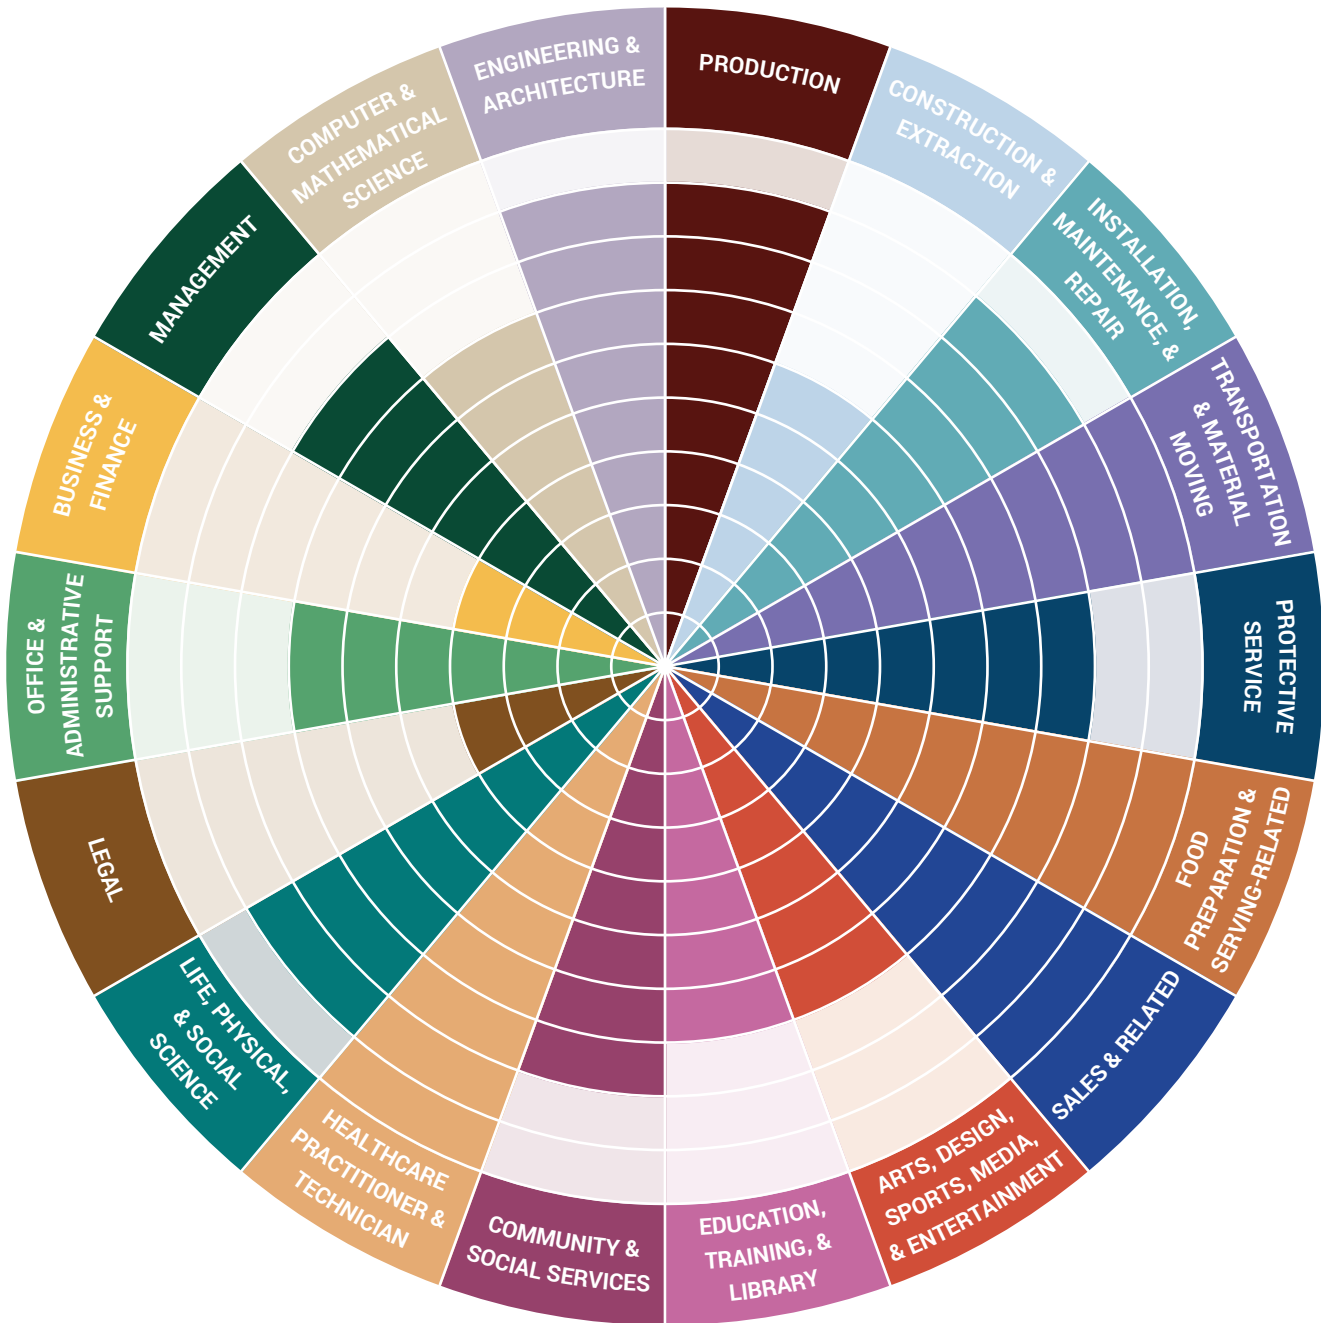 PRODUCTION
CONSTRUCTION &
EXTRACTION
INSTALLATION,
MAINTENANCE, &
REPAIR
TRANSPORTATION
& MATERIAL
MOVING
PROTECTIVE
SERVICE
FOOD
PREPARATION &
SERVING-RELATED
SALES & RELATED
ARTS, DESIGN,
SPORTS, MEDIA,
& ENTERTAINMENT
EDUCATION,
TRAINING, &
LIBRARY
COMMUNITY &
SOCIAL SERVICES
HEALTHCARE
PRACTITIONER &
TECHNICIAN
LIFE, PHYSICAL,
& SOCIAL
SCIENCE
LEGAL
OFFICE &
ADMINISTRATIVE
SUPPORT
BUSINESS &
FINANCE
MANAGEMENT
COMPUTER &
MATHEMATICAL
SCIENCE
ENGINEERING &
ARCHITECTURE